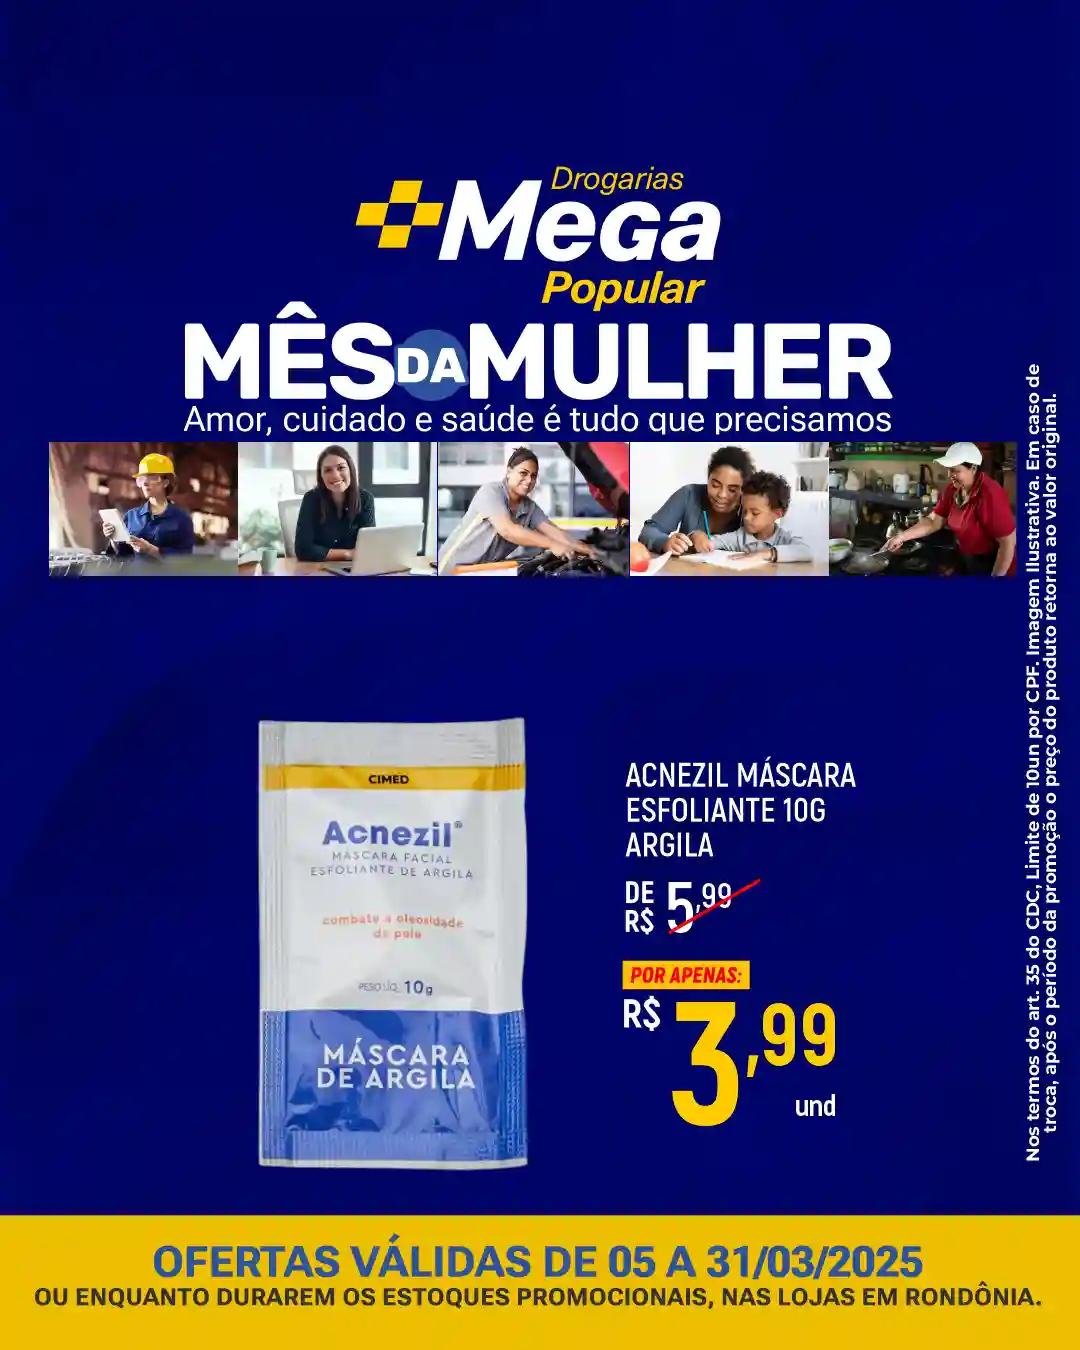 Drogarias
Mega
Popular
MÊS DA MULHER
Amor, cuidado e saúde é tudo que precisamos
CIMED
Acnezil®
MÁSCARA FACIAL
ESFOLIANTE DE ARGILA
combate a oleosidade
da pele
PESO LÍQ. 10g
MÁSCARA
DE ARGILA
ACNEZIL MÁSCARA
ESFOLIANTE 10G
ARGILA
DE
R$ 5,99
POR APENAS:
R$ 3,99
und
Nos termos do art. 35 do CDC, Limite de 10un por CPF. Imagem Ilustrativa. Em caso de
troca, após o período da promoção o preço do produto retorna ao valor original.
OFERTAS VÁLIDAS DE 05 A 31/03/2025
OU ENQUANTO DURAREM OS ESTOQUES PROMOCIONAIS, NAS LOJAS EM RONDÔNIA.